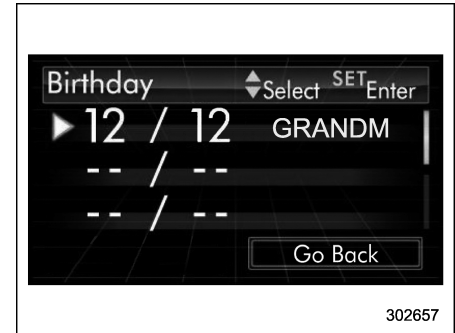 Birthday Select SET Enter
12 / 12 GRANDM
-- / --
-- / --
Go Back
302657